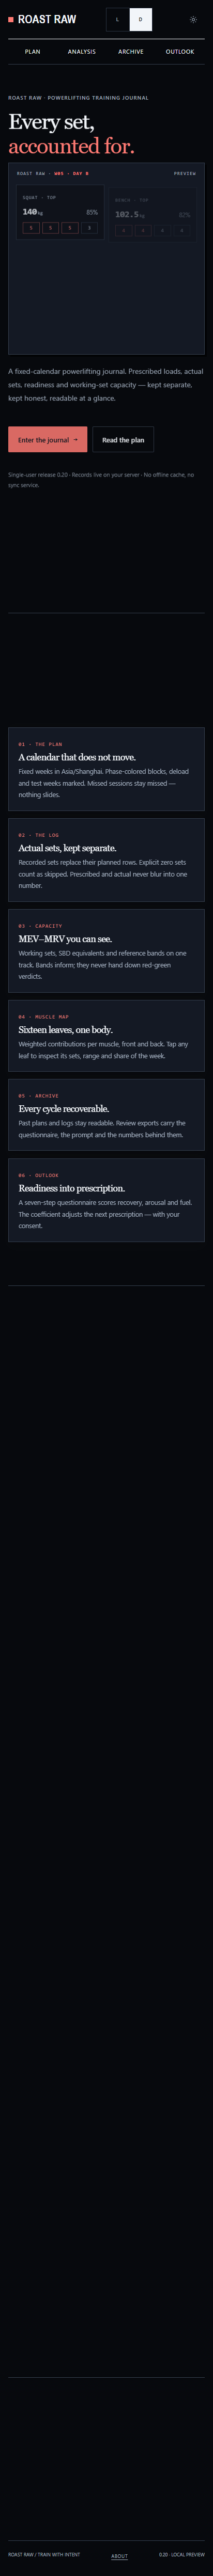 ROAST RAW
L
D
PLAN
ANALYSIS
ARCHIVE
OUTLOOK
ROAST RAW · POWERLIFTING TRAINING JOURNAL
Every set,
accounted for.
ROAST RAW · W05 · DAY B
PREVIEW
SQUAT · TOP
140kg
85%
5
5
5
5
BENCH · TOP
102.5kg
82%
A fixed-calendar powerlifting journal. Prescribed loads, actual
sets, readiness and working-set capacity — kept separate,
kept honest, readable at a glance.
Enter the journal →
Read the plan
Single-user release 0.20 · Records live on your server · No offline cache, no
sync service.
01 · THE PLAN
A calendar that does not move.
Fixed weeks in Asia/Shanghai. Phase-colored blocks, deload
and test weeks marked. Missed sessions stay missed —
nothing slides.
02 · THE LOG
Actual sets, kept separate.
Recorded sets replace their planned rows. Explicit zero sets
count as skipped. Prescribed and actual never blur into one
number.
03 · CAPACITY
MEV–MRV you can see.
Working sets, SBD equivalents and reference bands on one
track. Bands inform; they never hand down red-green
verdicts.
04 · MUSCLE MAP
Sixteen leaves, one body.
Weighted contributions per muscle, front and back. Tap any
leaf to inspect its sets, range and share of the week.
05 · ARCHIVE
Every cycle recoverable.
Past plans and logs stay readable. Review exports carry the
questionnaire, the prompt and the numbers behind them.
06 · OUTLOOK
Readiness into prescription.
A seven-step questionnaire scores recovery, arousal and fuel.
The coefficient adjusts the next prescription — with your
consent.
ROAST RAW / TRAIN WITH INTENT
ABOUT
0.20 · LOCAL PREVIEW